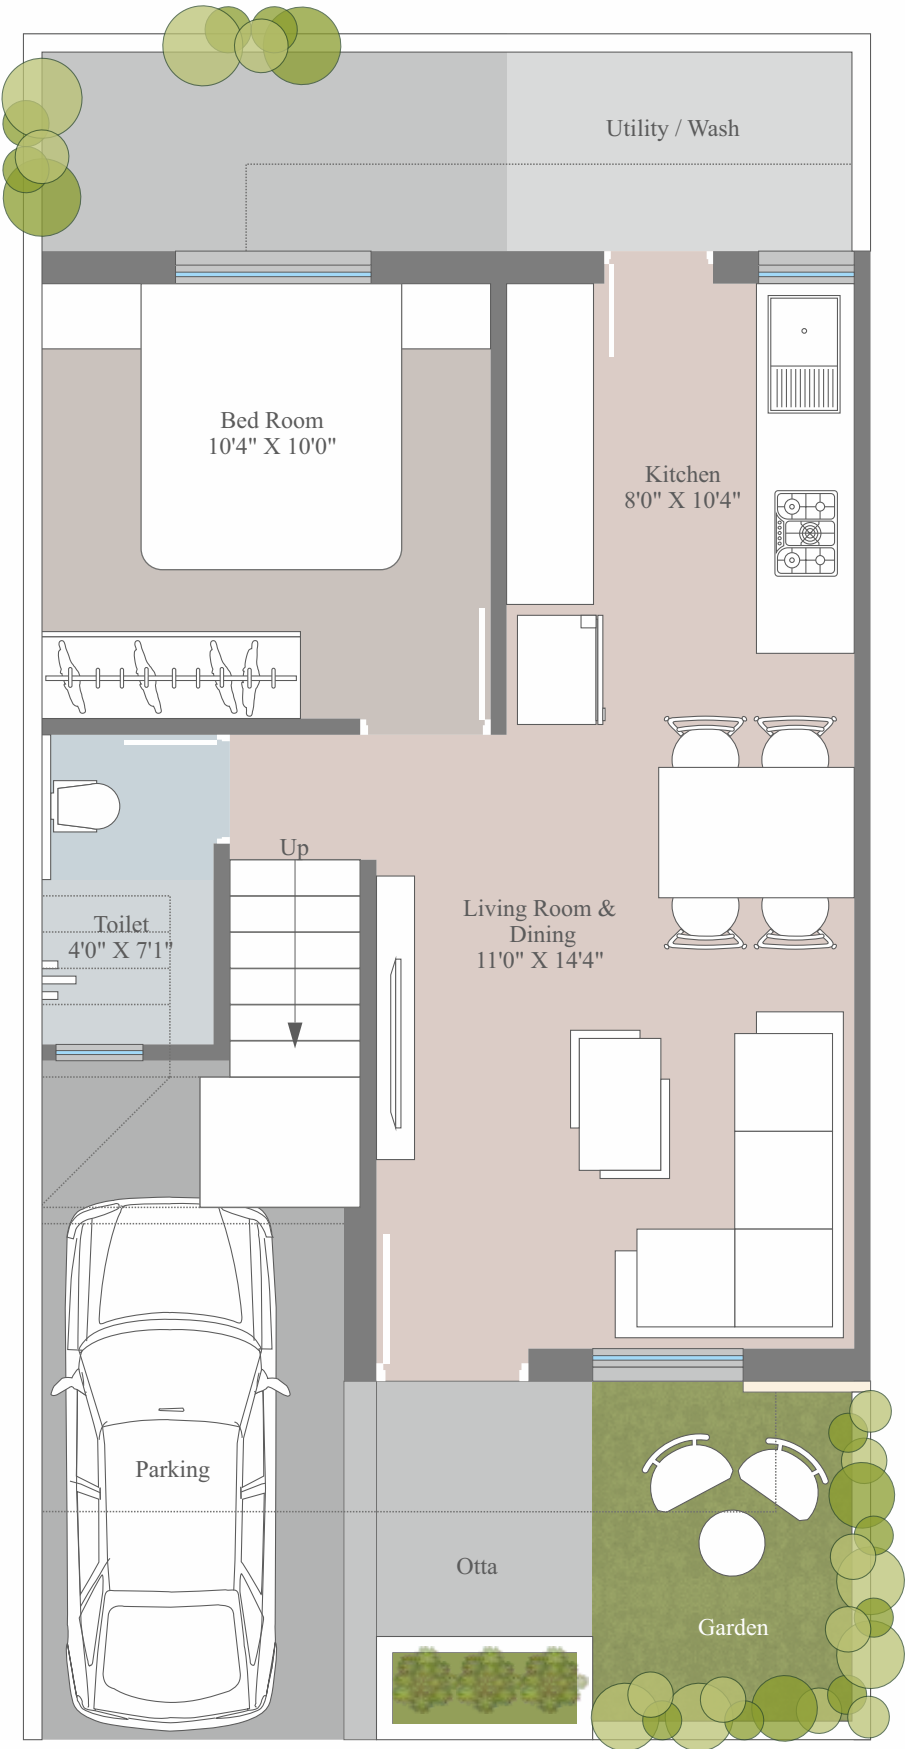 Utility / Wash
Bed Room
10'4" X 10'0"
Kitchen
8'0" X 10'4"
Up
Living Room &
Dining
11'0" X 14'4"
Toilet
4'0" X 7'1"
Parking
Otta
Garden